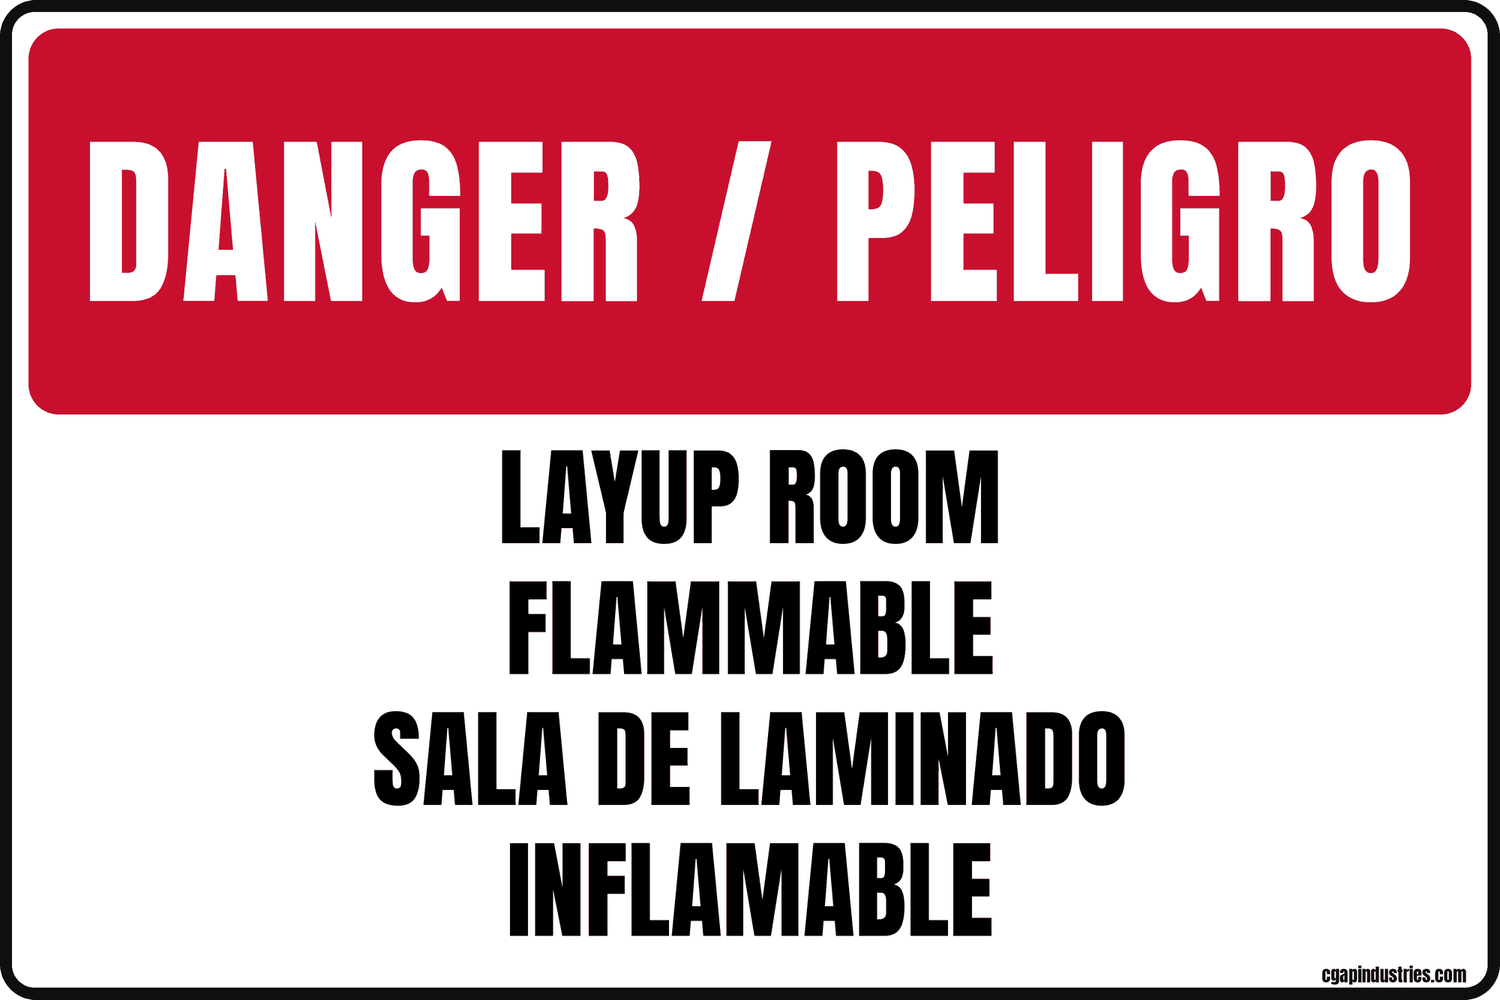 DANGER / PELIGRO
LAYUP ROOM
FLAMMABLE
SALA DE LAMINADO
INFLAMABLE
cgapindustries.com